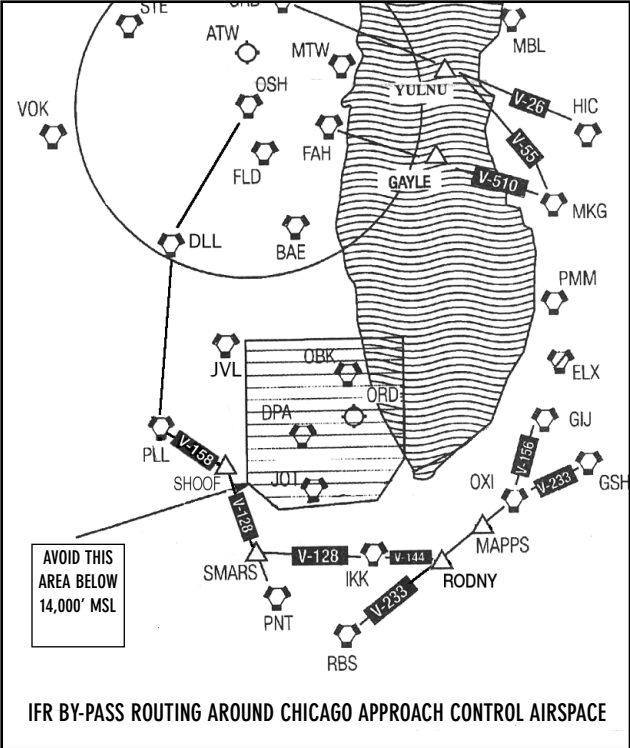 STE
ATW
MTW
MBL
OSH
YULNU
V-26
HIC
VOK
FAH
V-55
FLD
GAYLE
V-510
MKG
DLL
BAE
PMM
JVL
OBK
ELX
ORD
DPA
GIJ
PLL
V-158
V-156
SHOOF
JOT
OXI
V-233
GSH
V-128
MAPPS
AVOID THIS
AREA BELOW
14,000' MSL
SMARS
V-128
IKK
V-144
RODNY
V-233
PNT
RBS
IFR BY-PASS ROUTING AROUND CHICAGO APPROACH CONTROL AIRSPACE